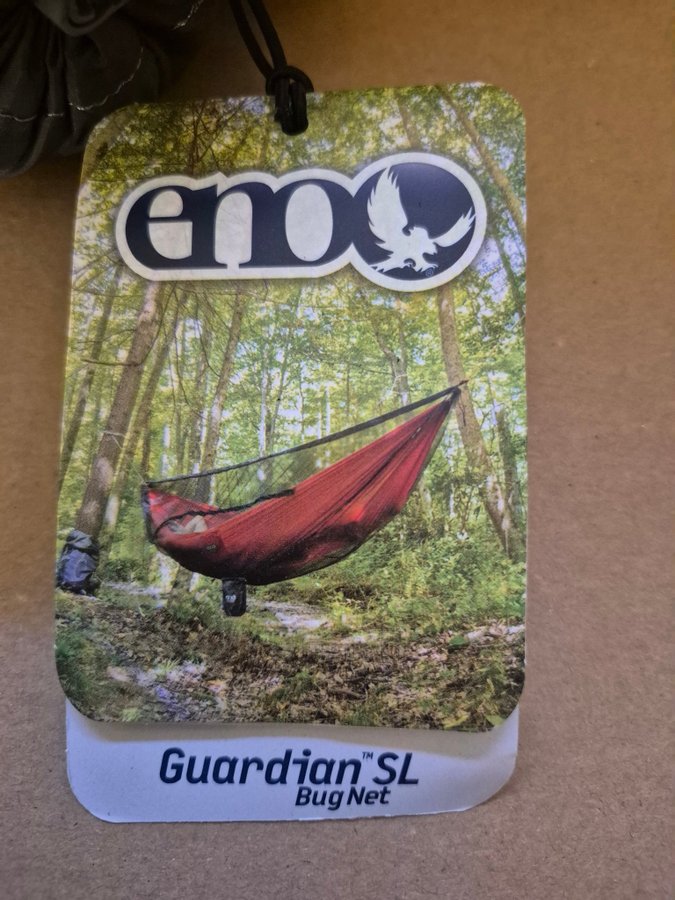 eno
Guardian™ SL
Bug Net